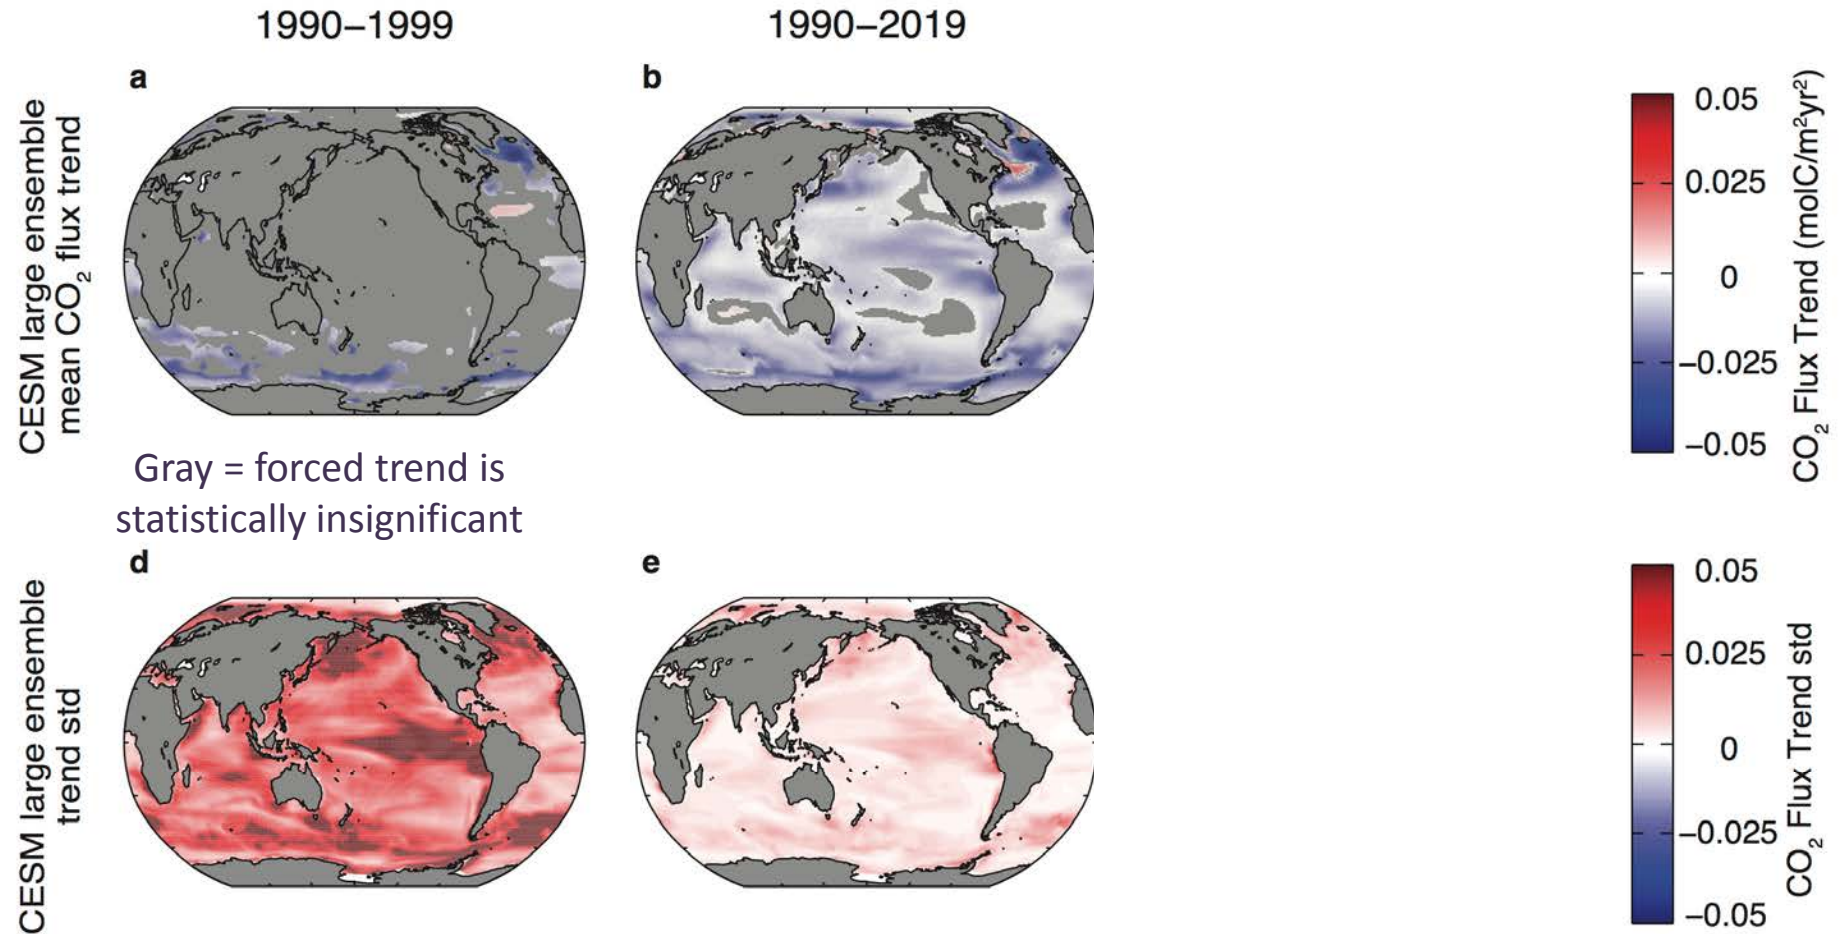 1990–1999
1990–2019
a
b
CESM large ensemble
mean CO₂ flux trend
0.05
0.025
0
−0.025
−0.05
CO₂ Flux Trend (molC/m²yr²)
Gray = forced trend is
statistically insignificant
d
e
CESM large ensemble
trend std
0.05
0.025
0
−0.025
−0.05
CO₂ Flux Trend std